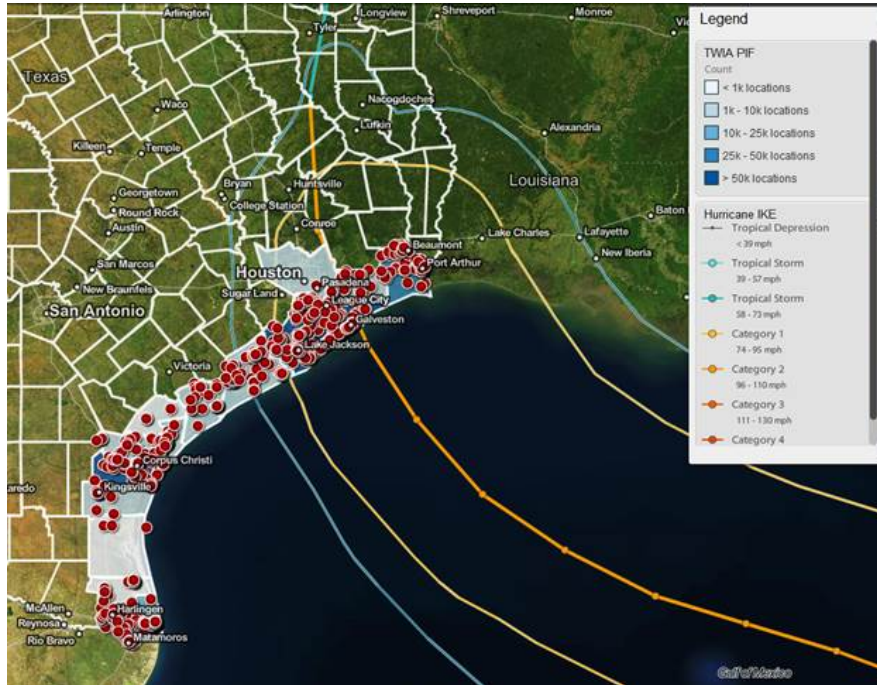 Arlington
Longview
Shreveport
Monroe
Tyler
Texas
Waco
Nacogdoches
Lufkin
Killeen
Temple
Alexandria
Georgetown
Bryan
Huntsville
Louisiana
Round Rock
College Station
Austin
Conroe
Baton
Beaumont
Lake Charles
Lafayette
San Marcos
Houston
Port Arthur
New Iberia
New Braunfels
Pasadena
Sugar Land
League City
San Antonio
Galveston
Lake Jackson
Victoria
Corpus Christi
Kingsville
McAllen
Harlingen
Reynosa
Rio Bravo
Matamoros
Gulf of Mexico
Legend
TWIA PIF
Count
< 1k locations
1k - 10k locations
10k - 25k locations
25k - 50k locations
> 50k locations
Hurricane IKE
Tropical Depression
< 39 mph
Tropical Storm
39 - 57 mph
Tropical Storm
58 - 73 mph
Category 1
74 - 95 mph
Category 2
96 - 110 mph
Category 3
111 - 130 mph
Category 4